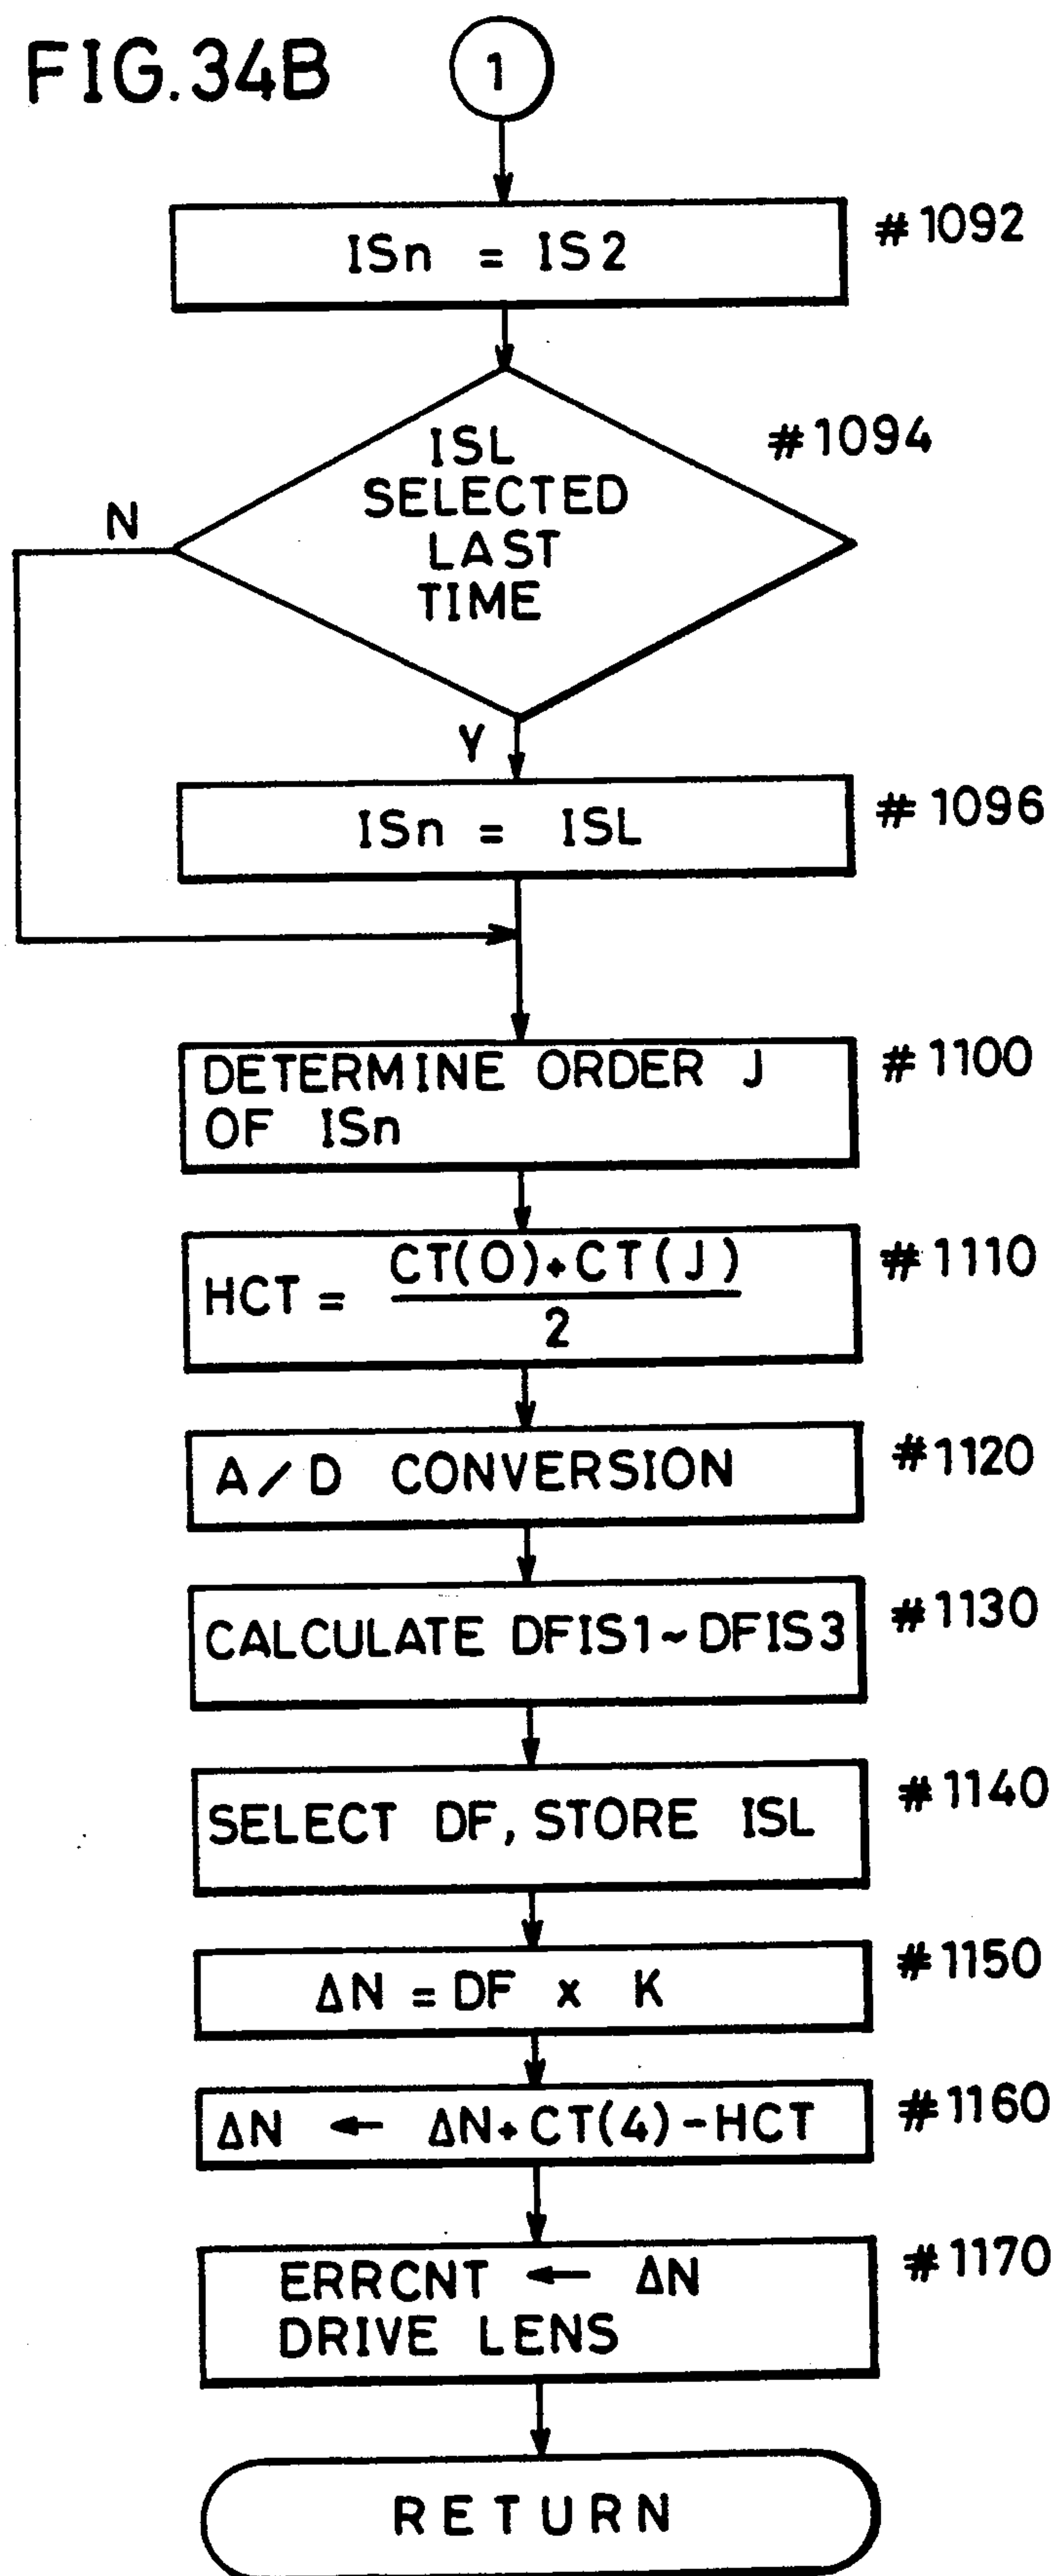 FIG.34B
1
ISn = IS2
#1092
ISL
SELECTED
LAST
TIME
#1094
N
Y
ISn = ISL
#1096
DETERMINE ORDER J
OF ISn
#1100
HCT = CT(0)+CT(J)
2
#1110
A/D CONVERSION
#1120
CALCULATE DFIS1~DFIS3
#1130
SELECT DF, STORE ISL
#1140
ΔN = DF x K
#1150
ΔN ← ΔN+CT(4)-HCT
#1160
ERRCNT ← ΔN
DRIVE LENS
#1170
RETURN